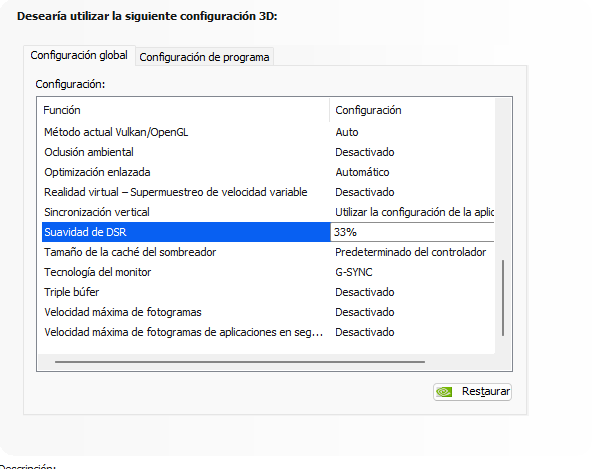 Desearía utilizar la siguiente configuración 3D:
Configuración global Configuración de programa
Configuración:
Función Configuración
Método actual Vulkan/OpenGL Auto
Oclusión ambiental Desactivado
Optimización enlazada Automático
Realidad virtual – Supermuestreo de velocidad variable Desactivado
Sincronización vertical Utilizar la configuración de la aplic
Suavidad de DSR 33%
Tamaño de la caché del sombreador Predeterminado del controlador
Tecnología del monitor G-SYNC
Triple búfer Desactivado
Velocidad máxima de fotogramas Desactivado
Velocidad máxima de fotogramas de aplicaciones en seg... Desactivado
Restaurar
Descripción: